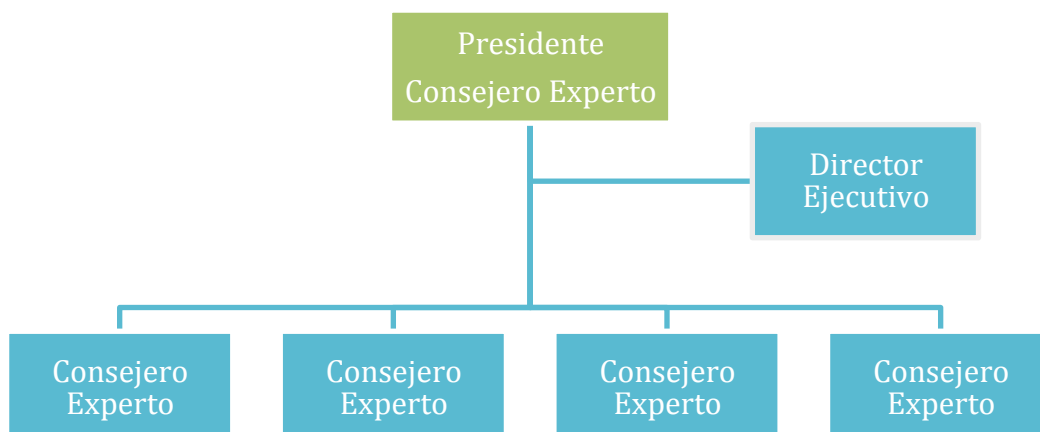 Presidente
Consejero Experto
Director
Ejecutivo
Consejero
Experto
Consejero
Experto
Consejero
Experto
Consejero
Experto